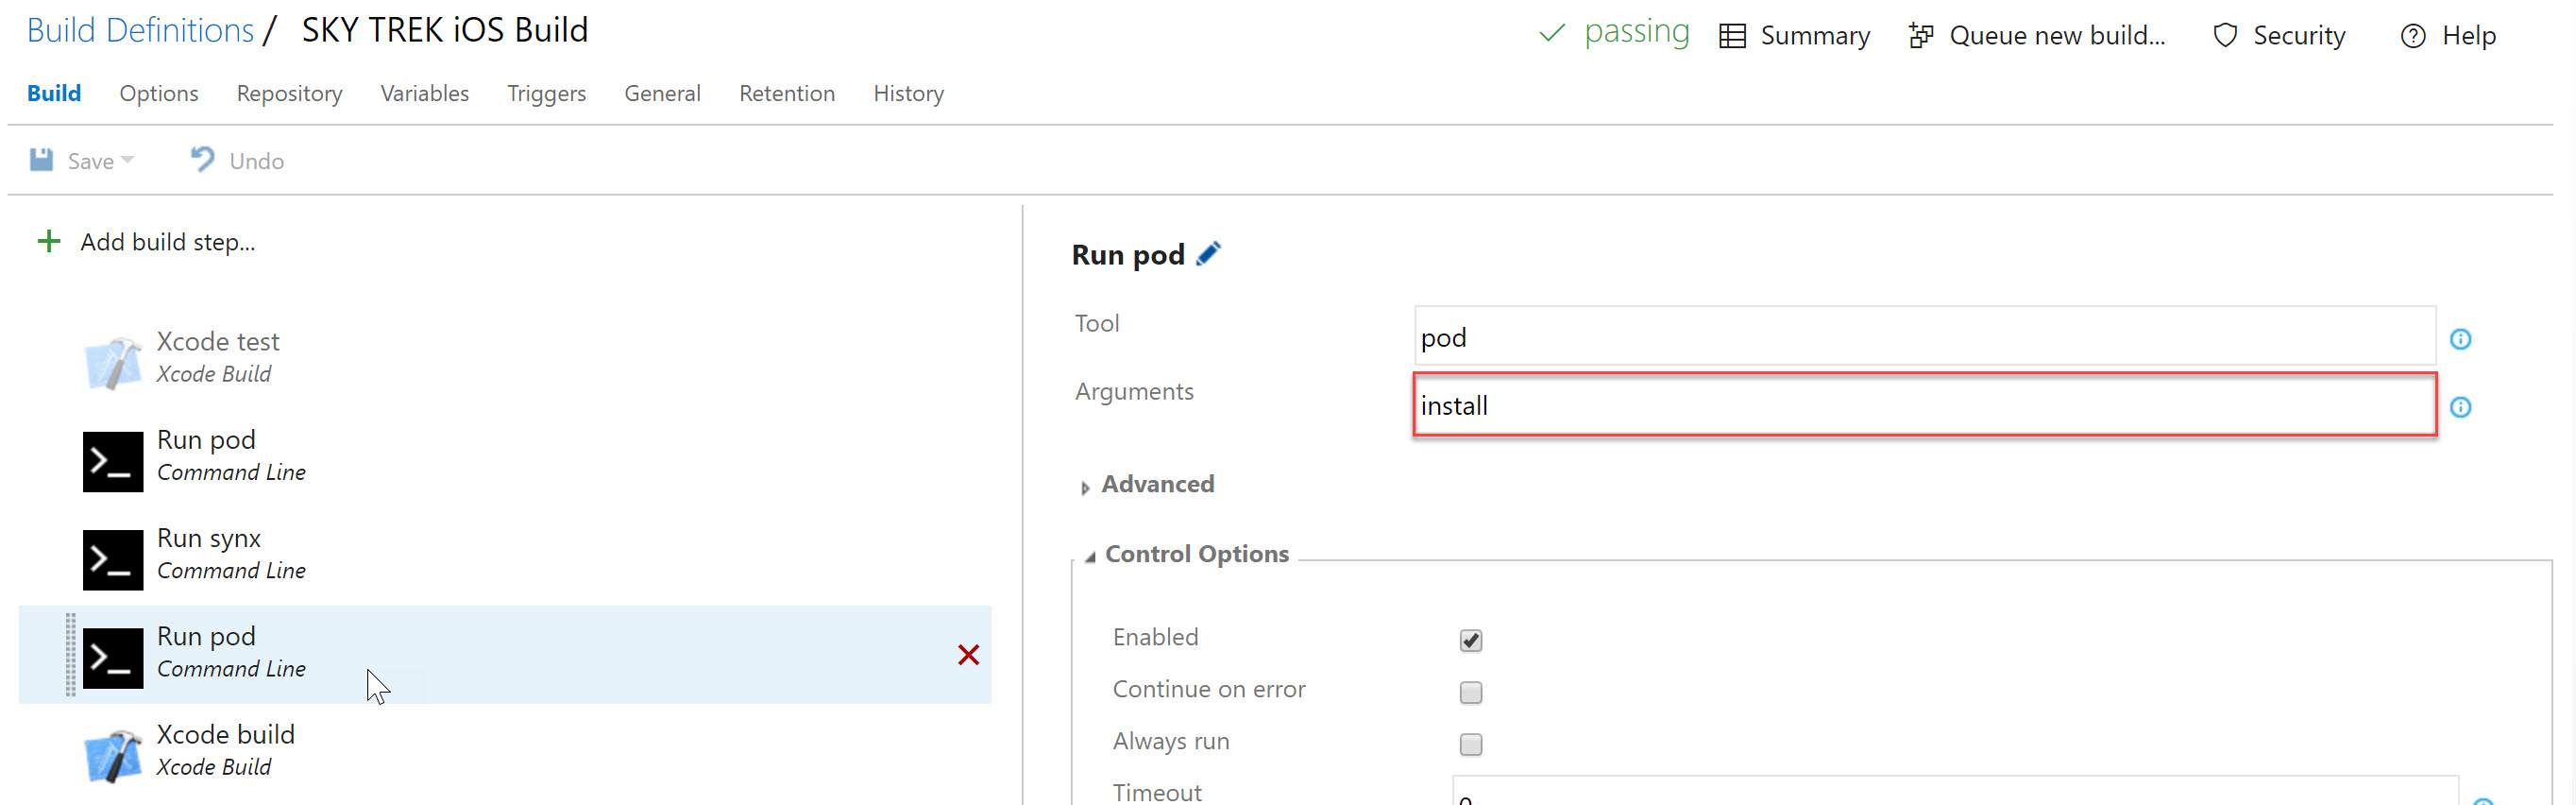 Build Definitions / SKY TREK iOS Build
passing Summary Queue new build... Security Help
Build Options Repository Variables Triggers General Retention History
Save Undo
Add build step...
Xcode test
Xcode Build
Run pod
Command Line
Run synx
Command Line
Run pod
Command Line
Xcode build
Xcode Build
Run pod
Tool pod
Arguments install
Advanced
Control Options
Enabled
Continue on error
Always run
Timeout 0